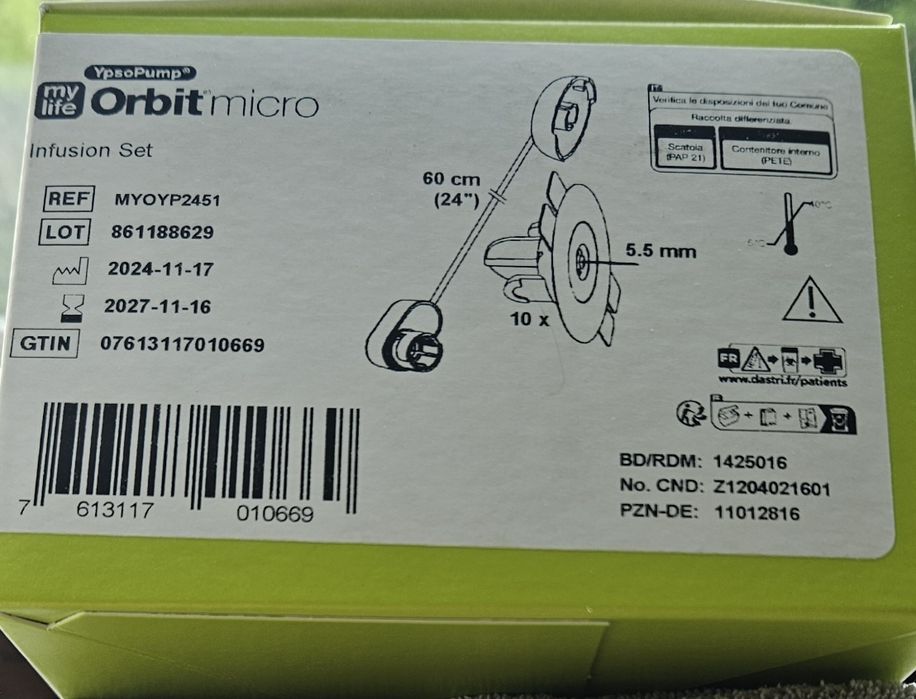 YpsoPump®
my life Orbit® micro
Infusion Set
REF MYOYP2451
LOT 861188629
2024-11-17
2027-11-16
GTIN 07613117010669
7 613117 010669
60 cm
(24")
5.5 mm
10 x
Verifica le disposizioni del tuo Comune
Raccolta differenziata
Scatola
(PAP 21)
Contenitore interno
(PETE)
5°C
40°C
FR
www.dastri.fr/patients
BD/RDM: 1425016
No. CND: Z1204021601
PZN-DE: 11012816